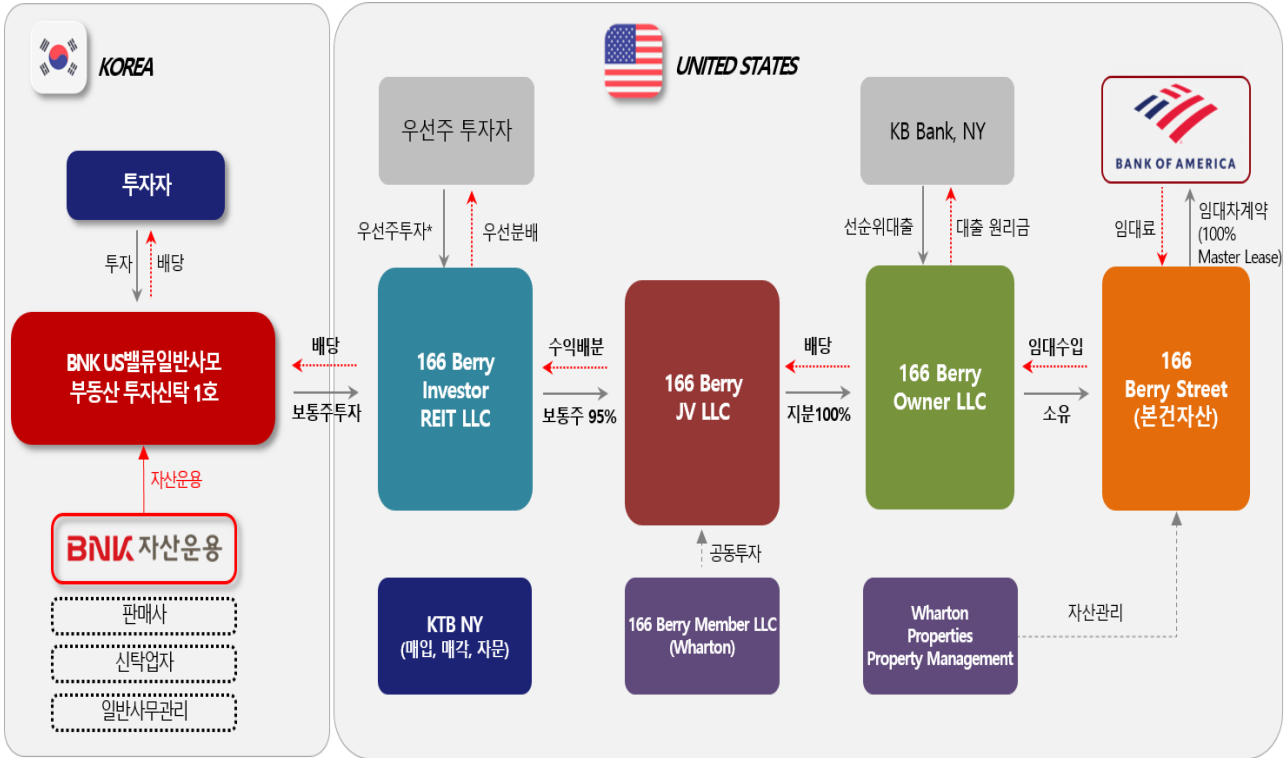 KOREA
투자자
투자
배당
BNK US밸류일반사모
부동산 투자신탁 1호
자산운용
BNK 자산운용
판매사
신탁업자
일반사무관리
배당
보통주투자
UNITED STATES
우선주 투자자
우선주투자*
우선분배
166 Berry
Investor
REIT LLC
수익배분
보통주 95%
166 Berry
JV LLC
배당
지분100%
KB Bank, NY
선순위대출
대출 원리금
166 Berry
Owner LLC
임대수입
소유
BANK OF AMERICA
임대료
임대차계약
(100%
Master Lease)
166
Berry Street
(본건자산)
KTB NY
(매입, 매각, 자문)
공동투자
166 Berry Member LLC
(Wharton)
Wharton
Properties
Property Management
자산관리